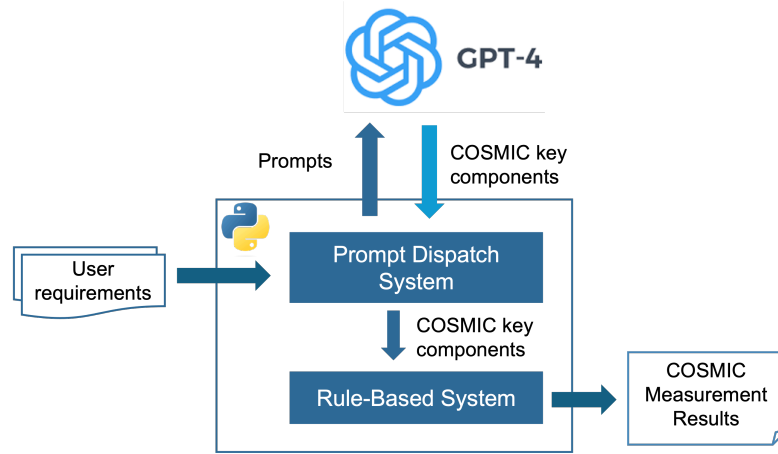 GPT-4
Prompts
COSMIC key
components
User
requirements
Prompt Dispatch
System
COSMIC key
components
Rule-Based System
COSMIC
Measurement
Results